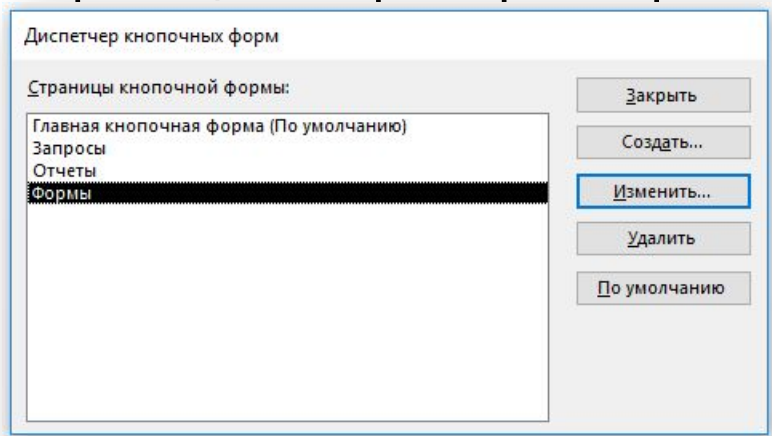 Диспетчер кнопочных форм
Страницы кнопочной формы:
Главная кнопочная форма (По умолчанию)
Запросы
Отчеты
Формы
Закрыть
Создать...
Изменить...
Удалить
По умолчанию